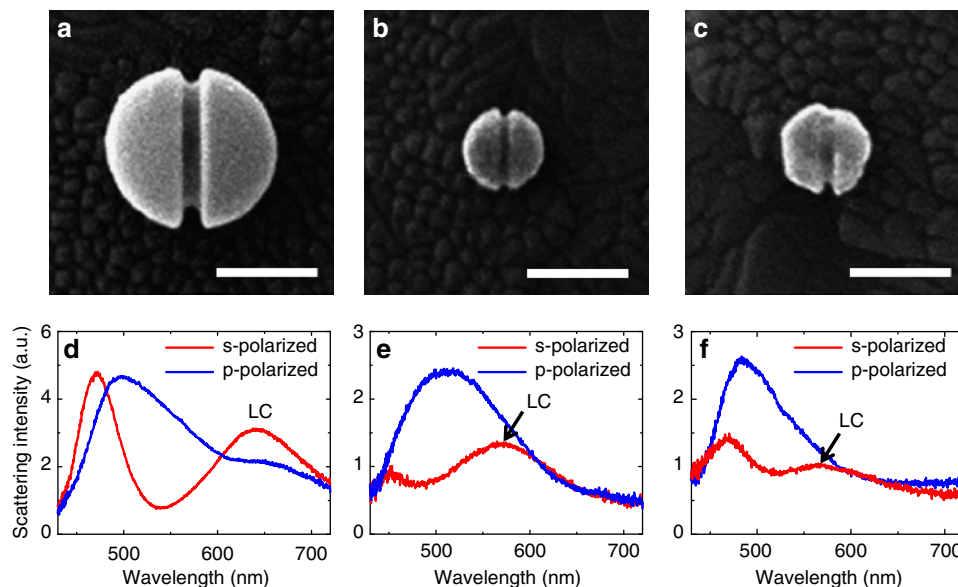 a
b
c
d
s-polarized
p-polarized
LC
Scattering intensity (a.u.)
6
4
2
0
500
600
700
Wavelength (nm)
e
s-polarized
p-polarized
LC
3
2
1
0
500
600
700
Wavelength (nm)
f
s-polarized
p-polarized
LC
3
2
1
0
500
600
700
Wavelength (nm)